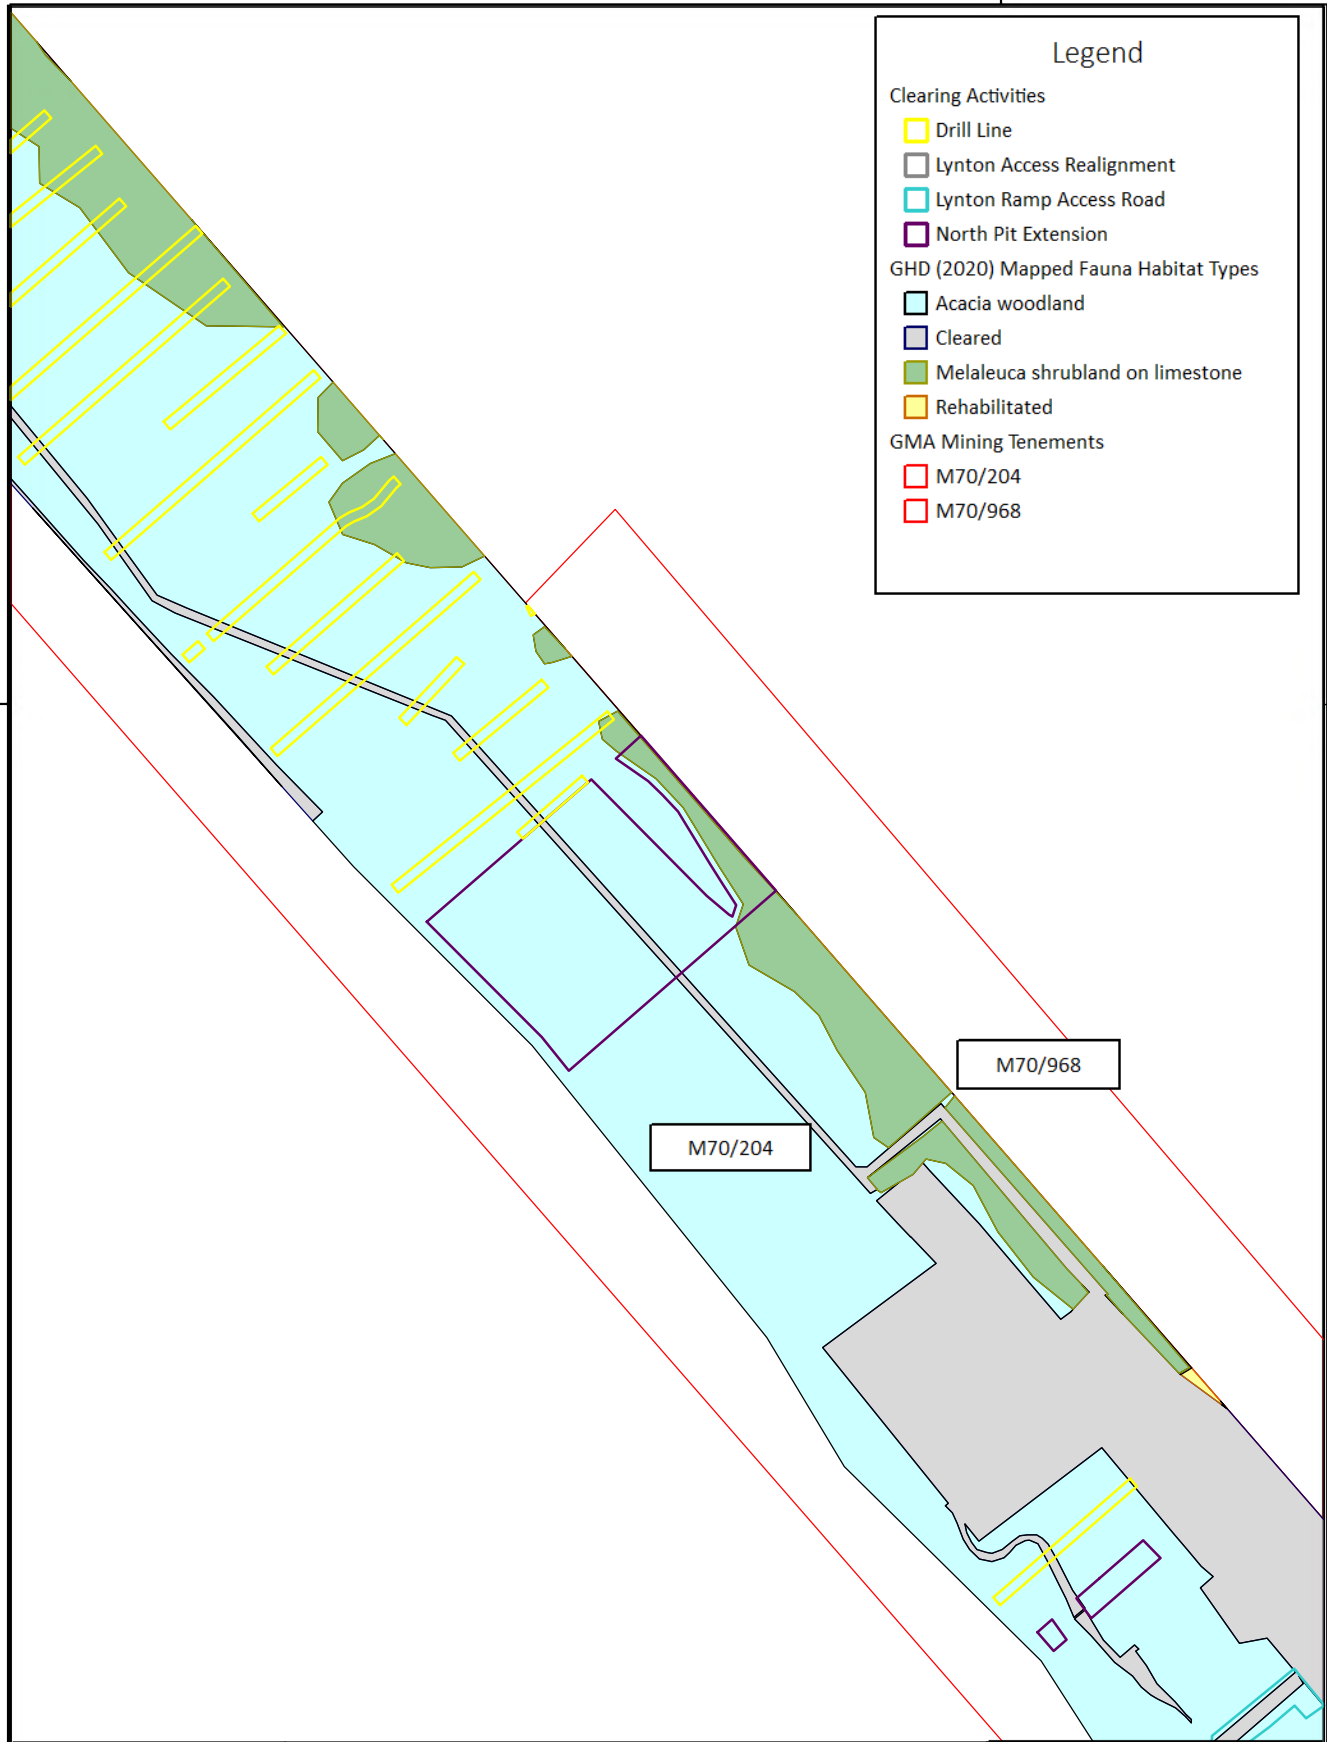 Legend
Clearing Activities
Drill Line
Lynton Access Realignment
Lynton Ramp Access Road
North Pit Extension
GHD (2020) Mapped Fauna Habitat Types
Acacia woodland
Cleared
Melaleuca shrubland on limestone
Rehabilitated
GMA Mining Tenements
M70/204
M70/968
M70/968
M70/204